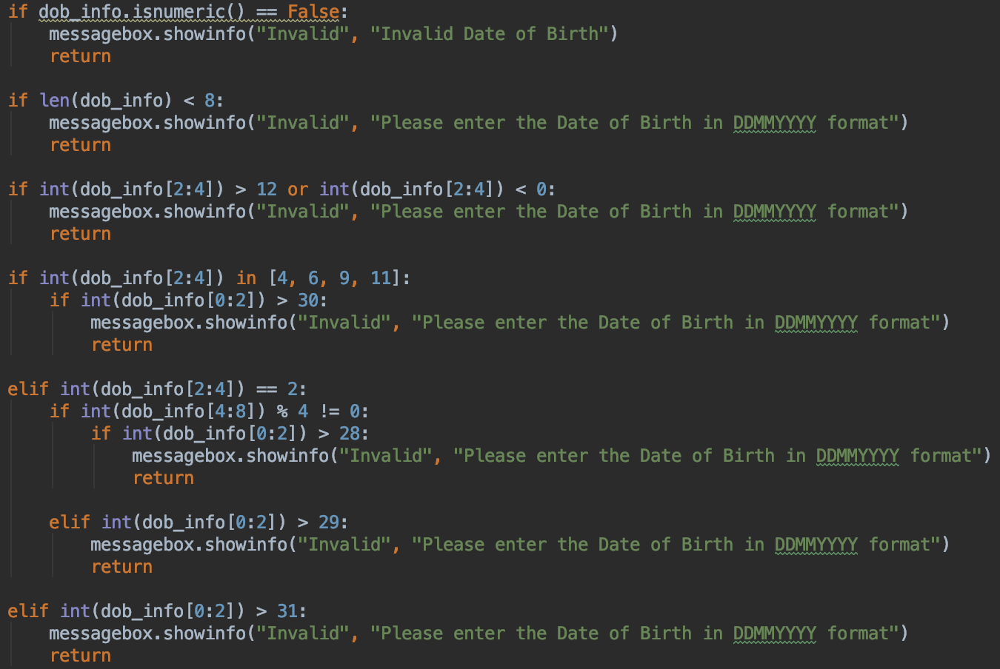 if dob_info.isnumeric() == False:
    messagebox.showinfo("Invalid", "Invalid Date of Birth")
    return

if len(dob_info) < 8:
    messagebox.showinfo("Invalid", "Please enter the Date of Birth in DDMMYYYY format")
    return

if int(dob_info[2:4]) > 12 or int(dob_info[2:4]) < 0:
    messagebox.showinfo("Invalid", "Please enter the Date of Birth in DDMMYYYY format")
    return

if int(dob_info[2:4]) in [4, 6, 9, 11]:
    if int(dob_info[0:2]) > 30:
        messagebox.showinfo("Invalid", "Please enter the Date of Birth in DDMMYYYY format")
        return

elif int(dob_info[2:4]) == 2:
    if int(dob_info[4:8]) % 4 != 0:
        if int(dob_info[0:2]) > 28:
            messagebox.showinfo("Invalid", "Please enter the Date of Birth in DDMMYYYY format")
            return

    elif int(dob_info[0:2]) > 29:
        messagebox.showinfo("Invalid", "Please enter the Date of Birth in DDMMYYYY format")
        return

elif int(dob_info[0:2]) > 31:
    messagebox.showinfo("Invalid", "Please enter the Date of Birth in DDMMYYYY format")
    return